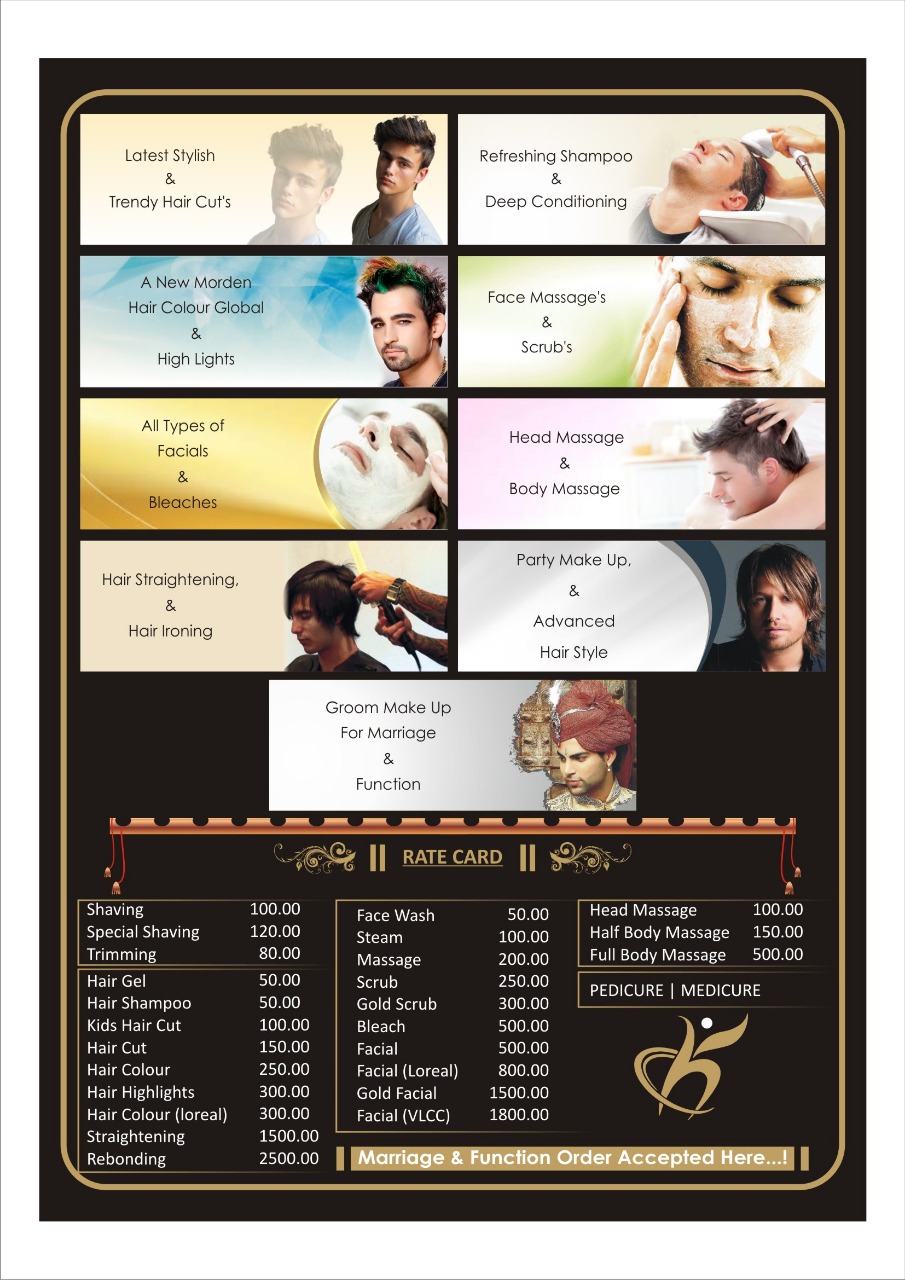 Latest Stylish
&
Trendy Hair Cut's
Refreshing Shampoo
&
Deep Conditioning
A New Morden
Hair Colour Global
&
High Lights
Face Massage's
&
Scrub's
All Types of
Facials
&
Bleaches
Head Massage
&
Body Massage
Hair Straightening,
&
Hair Ironing
Party Make Up,
&
Advanced
Hair Style
Groom Make Up
For Marriage
&
Function
RATE CARD
Shaving 100.00
Special Shaving 120.00
Trimming 80.00
Hair Gel 50.00
Hair Shampoo 50.00
Kids Hair Cut 100.00
Hair Cut 150.00
Hair Colour 250.00
Hair Highlights 300.00
Hair Colour (loreal) 300.00
Straightening 1500.00
Rebonding 2500.00
Face Wash 50.00
Steam 100.00
Massage 200.00
Scrub 250.00
Gold Scrub 300.00
Bleach 500.00
Facial 500.00
Facial (Loreal) 800.00
Gold Facial 1500.00
Facial (VLCC) 1800.00
Head Massage 100.00
Half Body Massage 150.00
Full Body Massage 500.00
PEDICURE | MEDICURE
Marriage & Function Order Accepted Here...!